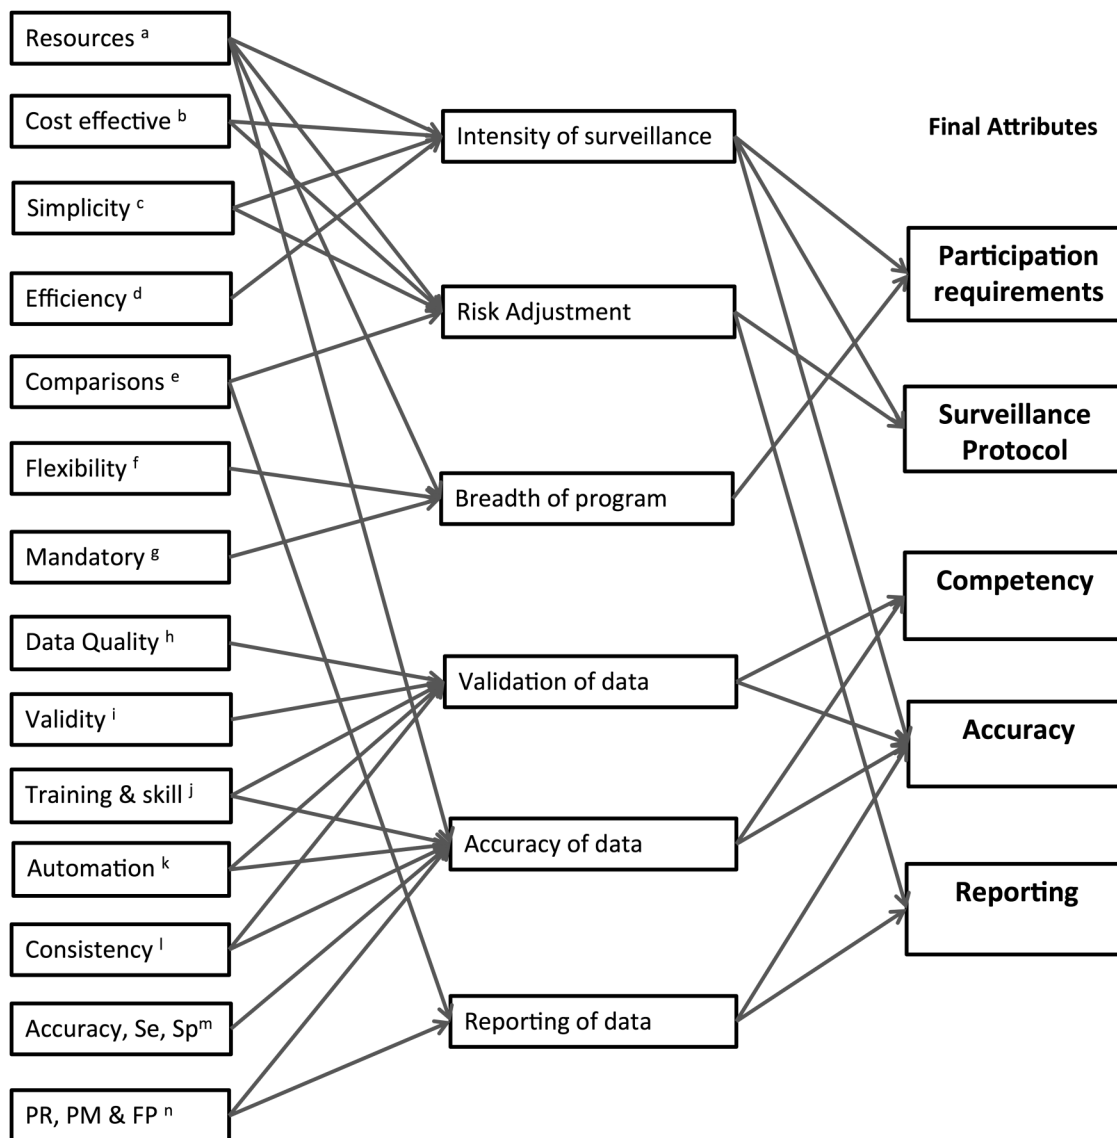 Resources a
Cost effective b
Simplicity c
Efficiency d
Comparisons e
Flexibility f
Mandatory g
Data Quality h
Validity i
Training & skill j
Automation k
Consistency l
Accuracy, Se, Sp m
PR, PM & FP n
Intensity of surveillance
Risk Adjustment
Breadth of program
Validation of data
Accuracy of data
Reporting of data
Final Attributes
Participation
requirements
Surveillance
Protocol
Competency
Accuracy
Reporting